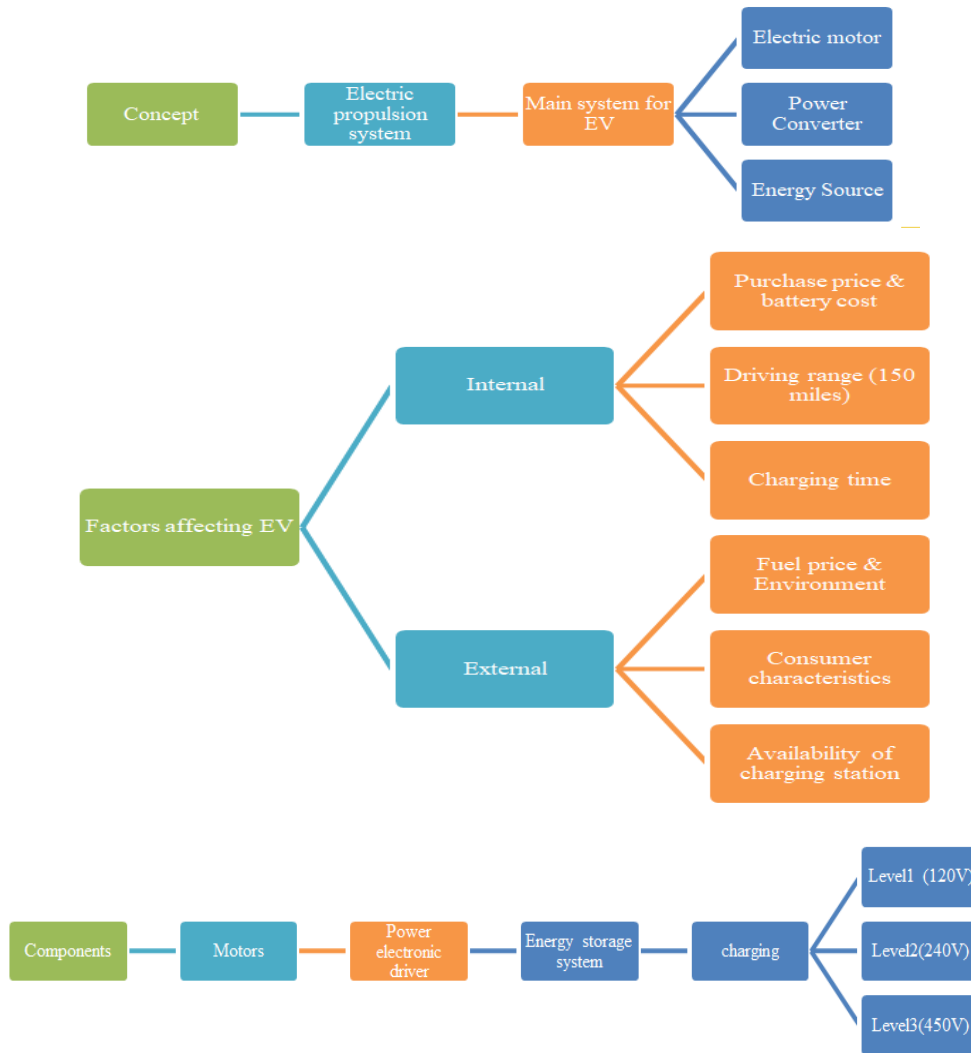 Electric motor
Concept
Electric
propulsion
system
Main system for
EV
Power
Converter
Energy Source
Purchase price &
battery cost
Internal
Driving range (150
miles)
Charging time
Factors affecting EV
Fuel price &
Environment
External
Consumer
characteristics
Availability of
charging station
Components
Motors
Power
electronic
driver
Energy storage
system
charging
Level1 (120V)
Level2(240V)
Level3(450V)